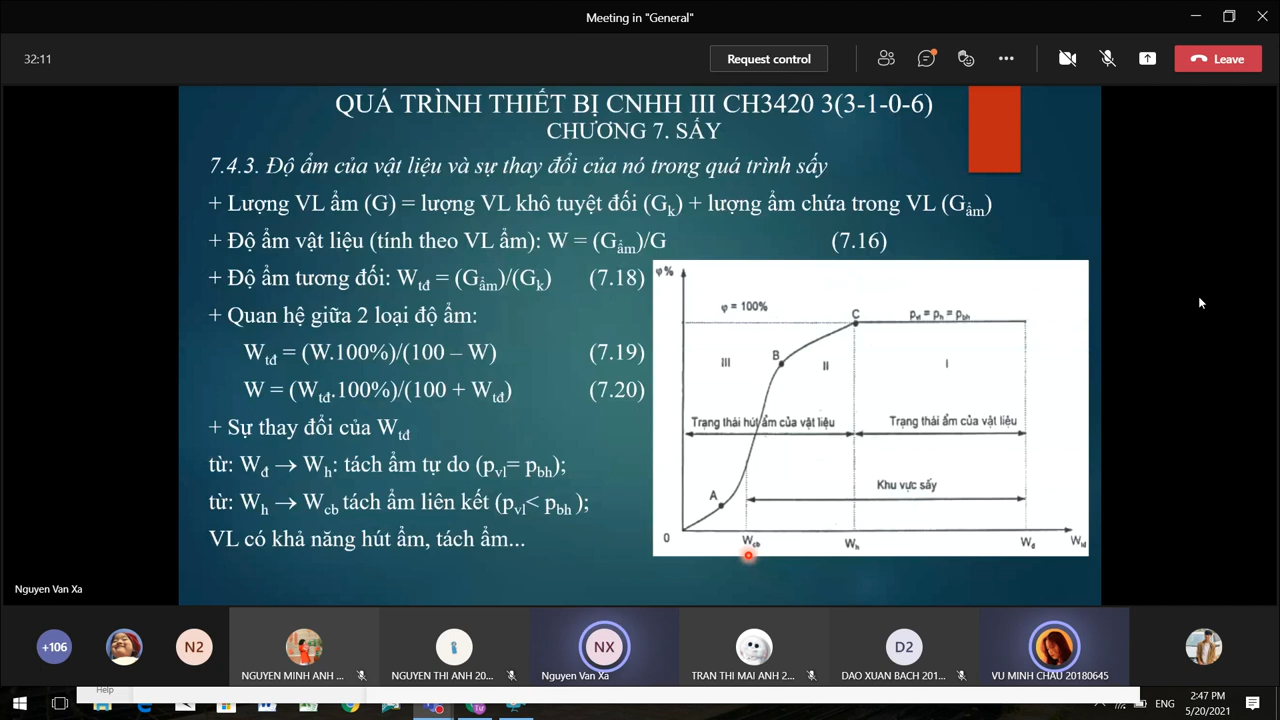 Meeting in "General"
32:11
Request control
Leave
QUÁ TRÌNH THIẾT BỊ CNHH III CH3420 3(3-1-0-6)
CHƯƠNG 7. SẤY
7.4.3. Độ ẩm của vật liệu và sự thay đổi của nó trong quá trình sấy
+ Lượng VL ẩm (G) = lượng VL khô tuyệt đối (Gk) + lượng ẩm chứa trong VL (Gẩm)
+ Độ ẩm vật liệu (tính theo VL ẩm): W = (Gẩm)/G (7.16)
+ Độ ẩm tương đối: Wtđ = (Gẩm)/(Gk) (7.18)
+ Quan hệ giữa 2 loại độ ẩm:
Wtđ = (W.100%)/(100 – W) (7.19)
W = (Wtđ.100%)/(100 + Wtđ) (7.20)
+ Sự thay đổi của Wtđ
từ: Wđ → Wh: tách ẩm tự do (pvl= pbh);
từ: Wh → Wcb tách ẩm liên kết (pvl< pbh );
VL có khả năng hút ẩm, tách ẩm...
φ%
φ = 100%
C
pvl = ph = pbh
B
III
II
I
Trạng thái hút ẩm của vật liệu
Trạng thái ẩm của vật liệu
Khu vực sấy
A
0
Wcb
Wh
Wđ
Wtđ
Nguyen Van Xa
+106
N2
NX
D2
NGUYEN MINH ANH ...
NGUYEN THI ANH 20...
Nguyen Van Xa
TRAN THI MAI ANH 2...
DAO XUAN BACH 201...
VU MINH CHAU 20180645
Help
ENG
2:47 PM
5/20/2021